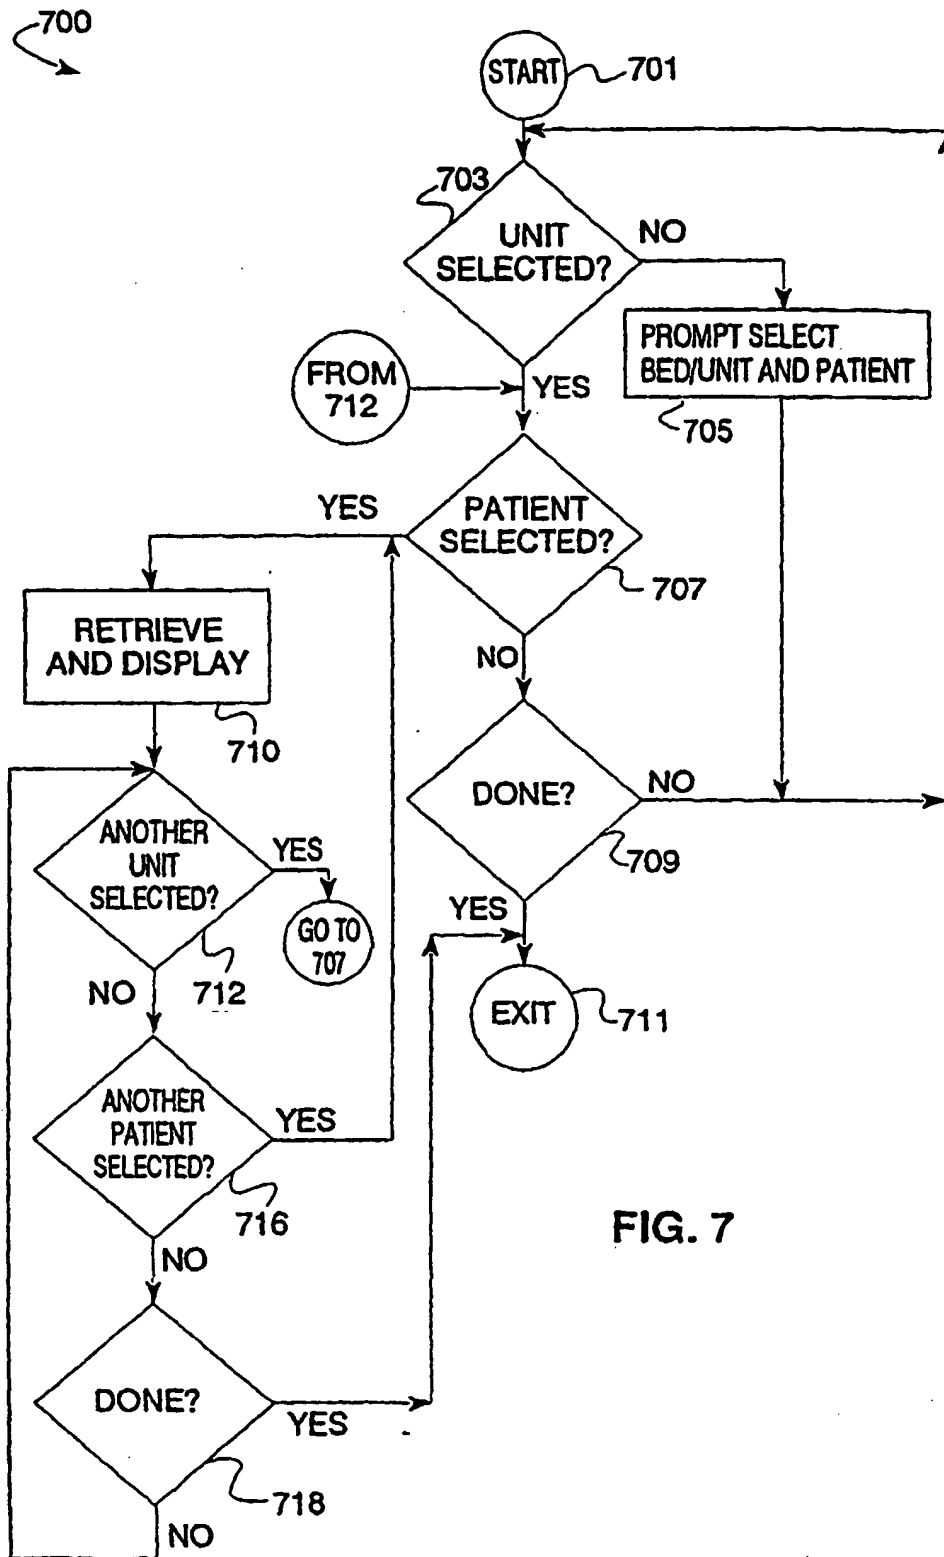 700
START
701
703
UNIT
SELECTED?
NO
PROMPT SELECT
BED/UNIT AND PATIENT
705
FROM
712
YES
PATIENT
SELECTED?
707
YES
RETRIEVE
AND DISPLAY
710
NO
DONE?
NO
709
YES
EXIT
711
ANOTHER
UNIT
SELECTED?
YES
GO TO
707
712
NO
ANOTHER
PATIENT
SELECTED?
YES
716
NO
DONE?
YES
718
NO
FIG. 7